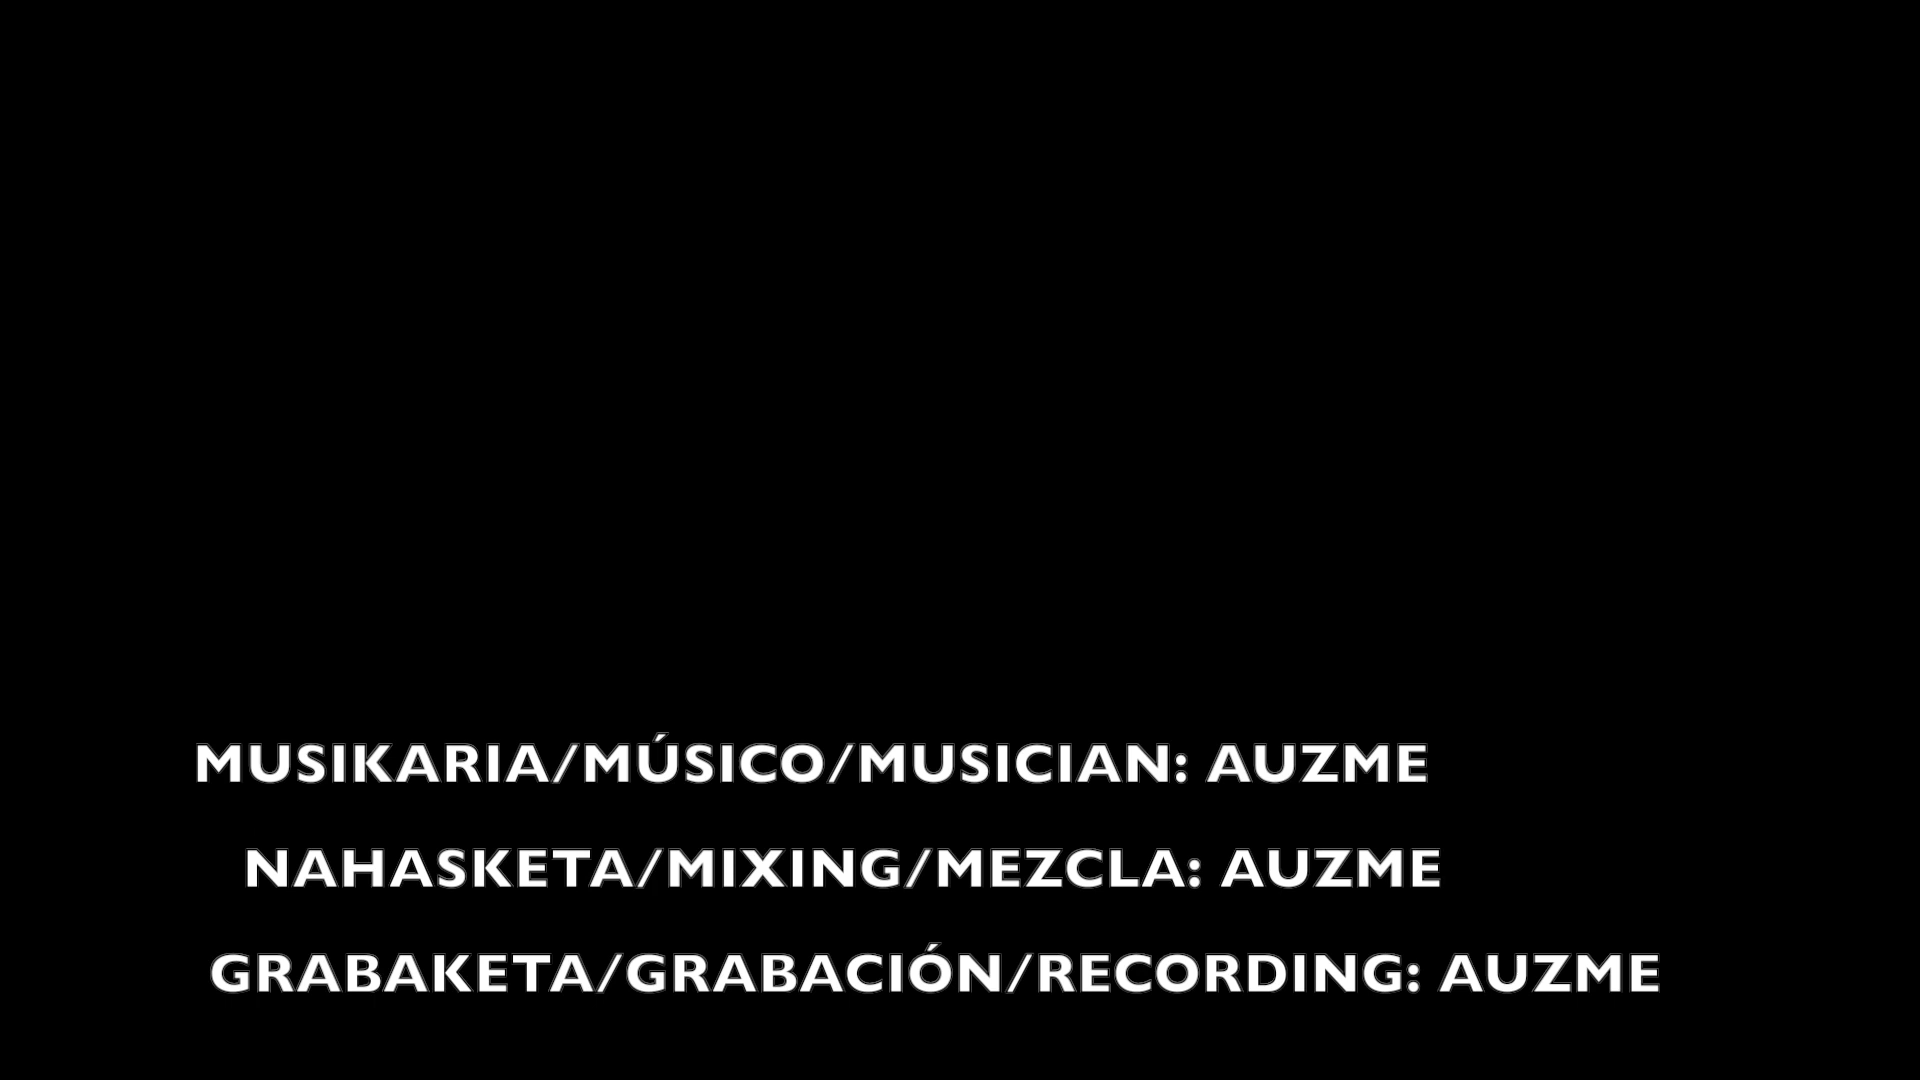 MUSIKARIA/MÚSICO/MUSICIAN: AUZME
NAHASKETA/MIXING/MEZCLA: AUZME
GRABAKETA/GRABACIÓN/RECORDING: AUZME